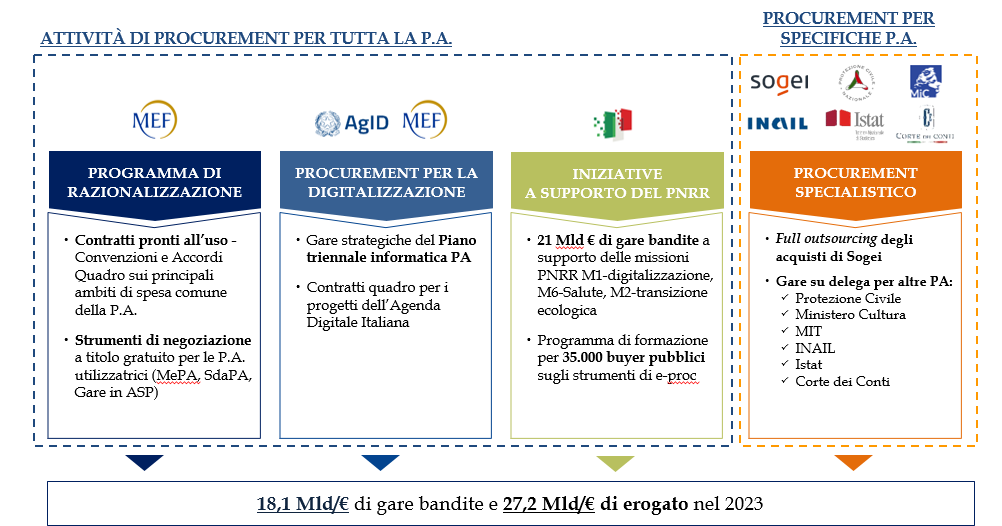 ATTIVITÀ DI PROCUREMENT PER TUTTA LA P.A.
PROCUREMENT PER
SPECIFICHE P.A.
MEF
AgID
MEF
sogei
PROTEZIONE CIVILE
NAZIONALE
MiC
INAIL
Istat
CORTE DEI CONTI
PROGRAMMA DI
RAZIONALIZZAZIONE
• Contratti pronti all’uso -
Convenzioni e Accordi
Quadro sui principali
ambiti di spesa comune
della P.A.
• Strumenti di negoziazione
a titolo gratuito per le P.A.
utilizzatrici (MePA, SdaPA,
Gare in ASP)
PROCUREMENT PER LA
DIGITALIZZAZIONE
• Gare strategiche del Piano
triennale informatica PA
• Contratti quadro per i
progetti dell’Agenda
Digitale Italiana
INIZIATIVE
A SUPPORTO DEL PNRR
• 21 Mld € di gare bandite a
supporto delle missioni
PNRR M1-digitalizzazione,
M6-Salute, M2-transizione
ecologica
• Programma di formazione
per 35.000 buyer pubblici
sugli strumenti di e-proc
PROCUREMENT
SPECIALISTICO
• Full outsourcing degli
acquisti di Sogei
• Gare su delega per altre PA:
✓ Protezione Civile
✓ Ministero Cultura
✓ MIT
✓ INAIL
✓ Istat
✓ Corte dei Conti
18,1 Mld/€ di gare bandite e 27,2 Mld/€ di erogato nel 2023